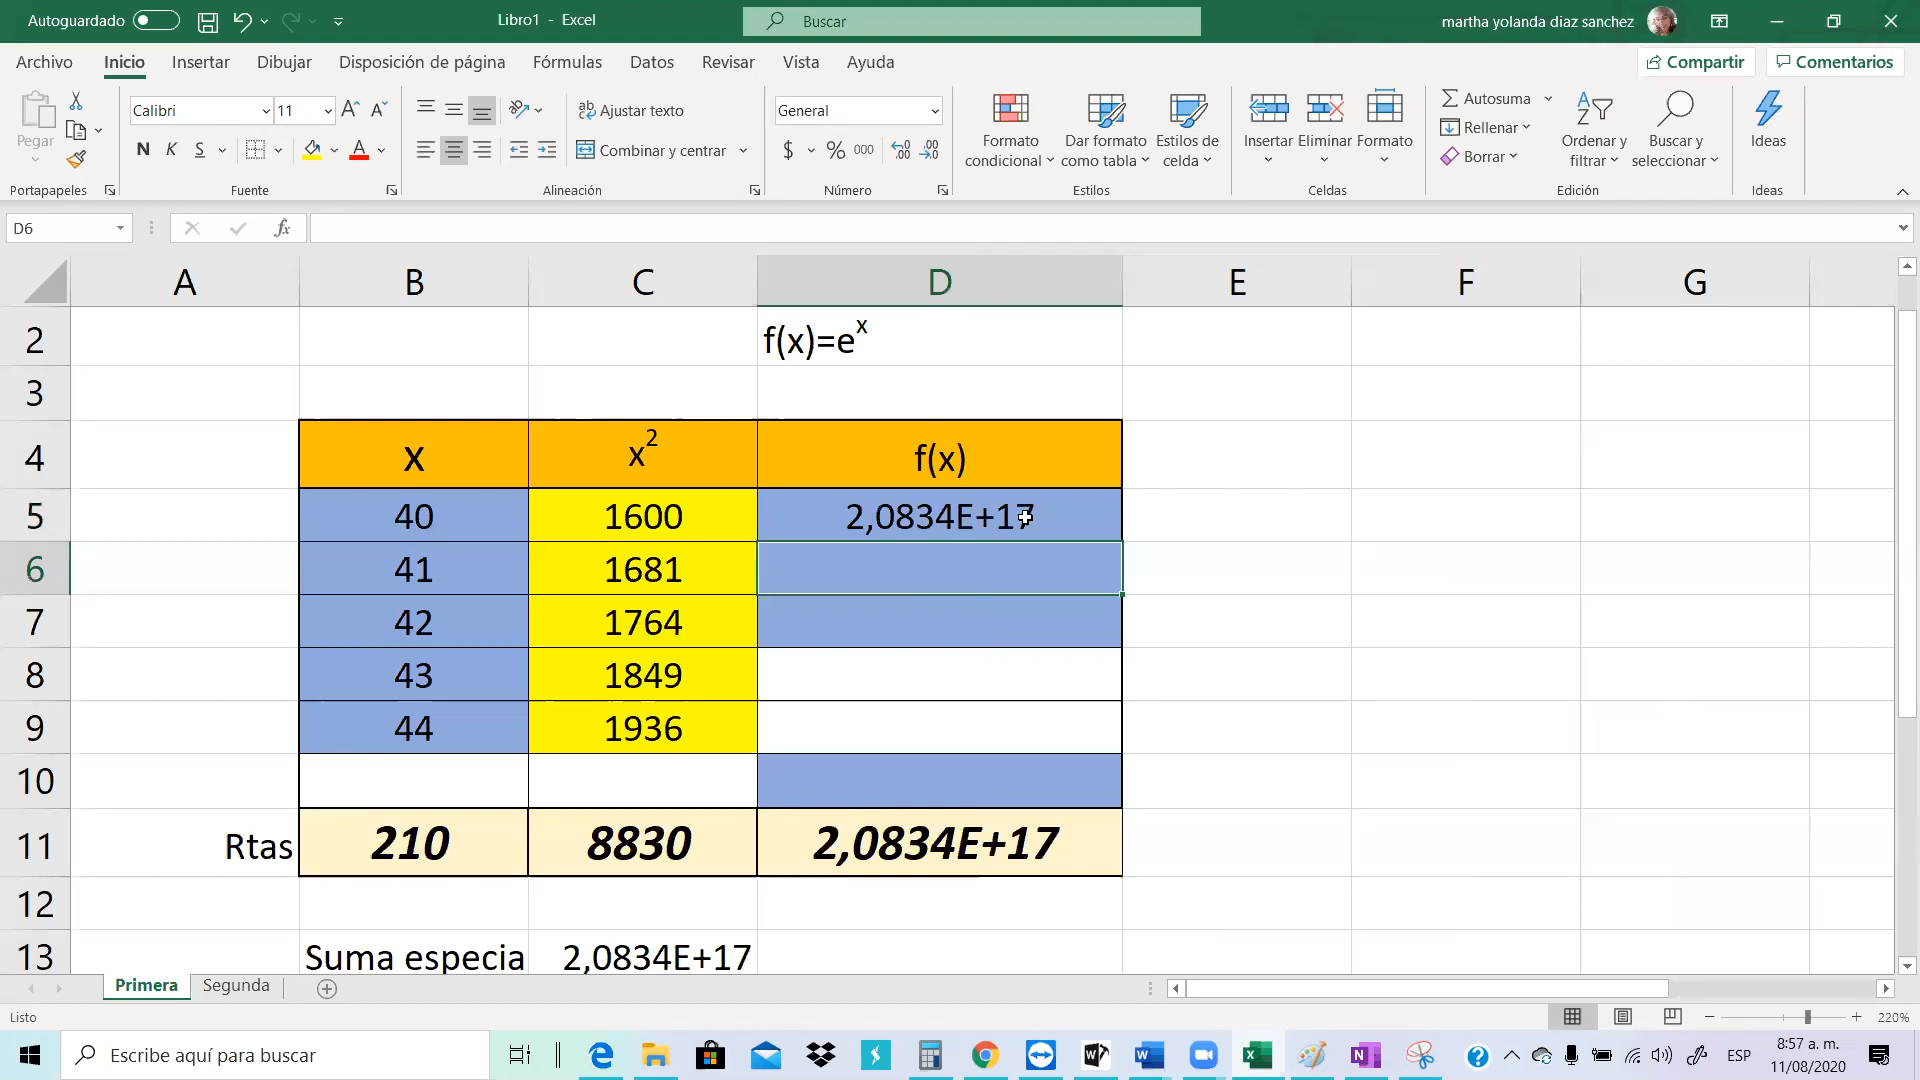 Autoguardado
Libro1 - Excel
Buscar
martha yolanda diaz sanchez
Archivo Inicio Insertar Dibujar Disposición de página Fórmulas Datos Revisar Vista Ayuda
Compartir Comentarios
Pegar
Portapapeles
Calibri 11
N K S A
Fuente
Ajustar texto
Combinar y centrar
Alineación
General
$ % 000
Número
Formato condicional
Dar formato como tabla
Estilos de celda
Estilos
Insertar Eliminar Formato
Celdas
Autosuma
Rellenar
Borrar
Ordenar y filtrar
Buscar y seleccionar
Edición
Ideas
Ideas
D6 fx
A B C D E F G
2 f(x)=e^x
3
4 x x^2 f(x)
5 40 1600 2,0834E+17
6 41 1681
7 42 1764
8 43 1849
9 44 1936
10
11 Rtas 210 8830 2,0834E+17
12
13 Suma especia 2,0834E+17
Primera Segunda
Listo
220%
Escribe aquí para buscar
ESP
8:57 a. m.
11/08/2020